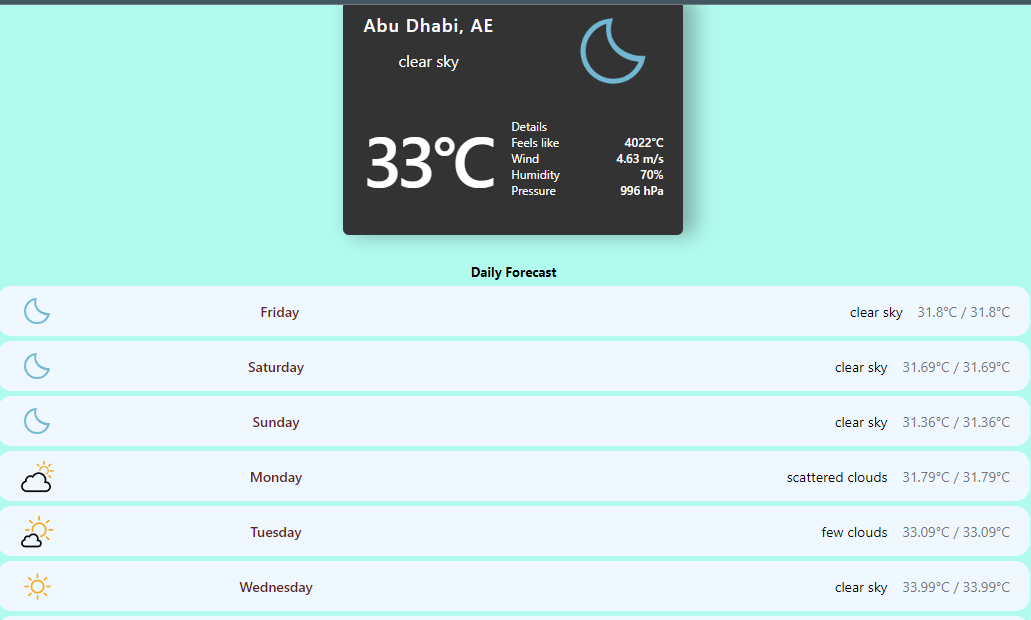 Abu Dhabi, AE
clear sky
33°C
Details
Feels like 4022°C
Wind 4.63 m/s
Humidity 70%
Pressure 996 hPa
Daily Forecast
Friday clear sky 31.8°C / 31.8°C
Saturday clear sky 31.69°C / 31.69°C
Sunday clear sky 31.36°C / 31.36°C
Monday scattered clouds 31.79°C / 31.79°C
Tuesday few clouds 33.09°C / 33.09°C
Wednesday clear sky 33.99°C / 33.99°C